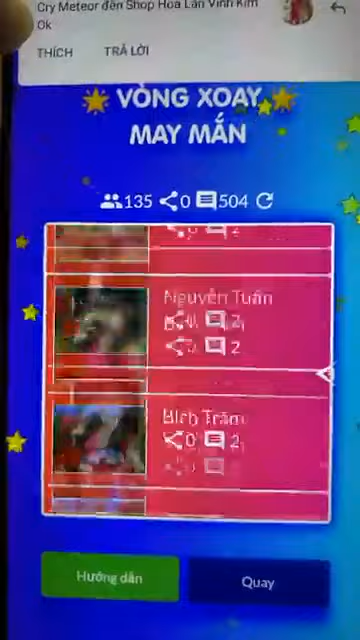 Cry Meteor đến Shop Hoa Lan Vinh Kim
Ok
THÍCH TRẢ LỜI
VÒNG XOAY
MAY MẮN
135 0 504
2
Nguyễn Tuấn
2
2
Trâm
0 2
Hướng dẫn Quay